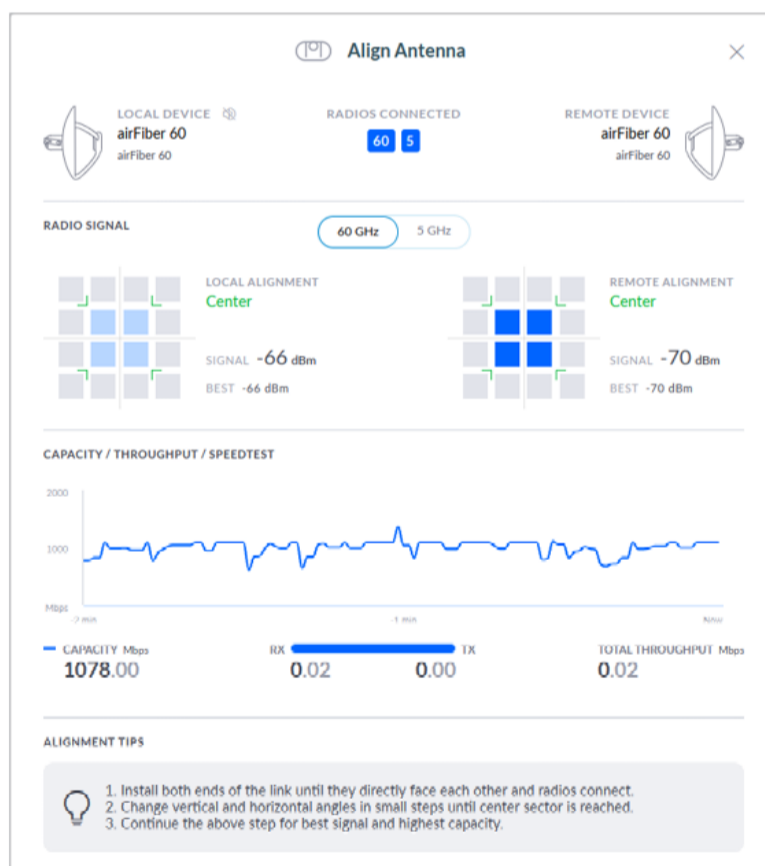 Align Antenna
LOCAL DEVICE
airFiber 60
airFiber 60
RADIOS CONNECTED
60 5
REMOTE DEVICE
airFiber 60
airFiber 60
RADIO SIGNAL
60 GHz
5 GHz
LOCAL ALIGNMENT
Center
SIGNAL -66 dBm
BEST -66 dBm
REMOTE ALIGNMENT
Center
SIGNAL -70 dBm
BEST -70 dBm
CAPACITY / THROUGHPUT / SPEEDTEST
2000
1000
Mbps
-2 min
-1 min
Now
CAPACITY Mbps
1078.00
RX TX
0.02 0.00
TOTAL THROUGHPUT Mbps
0.02
ALIGNMENT TIPS
1. Install both ends of the link until they directly face each other and radios connect.
2. Change vertical and horizontal angles in small steps until center sector is reached.
3. Continue the above step for best signal and highest capacity.